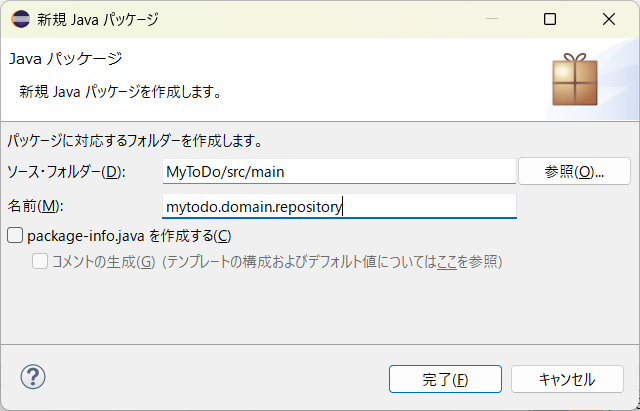 新規 Java パッケージ
Java パッケージ
新規 Java パッケージを作成します。
パッケージに対応するフォルダーを作成します。
ソース・フォルダー(D): MyToDo/src/main 参照(O)...
名前(M): mytodo.domain.repository
package-info.java を作成する(C)
コメントの生成(G) (テンプレートの構成およびデフォルト値についてはここを参照)
? 完了(F) キャンセル